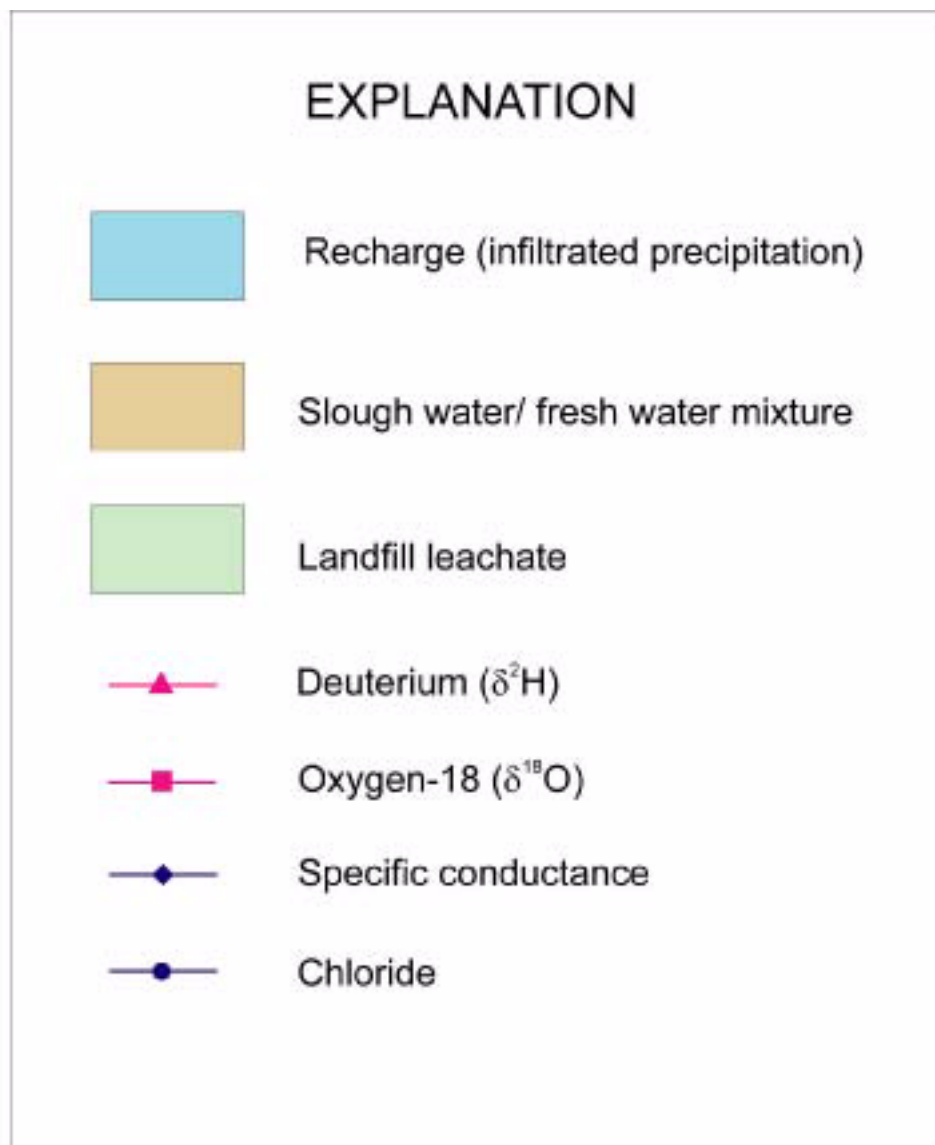 EXPLANATION
Recharge (infiltrated precipitation)
Slough water/ fresh water mixture
Landfill leachate
Deuterium (δ²H)
Oxygen-18 (δ¹⁸O)
Specific conductance
Chloride